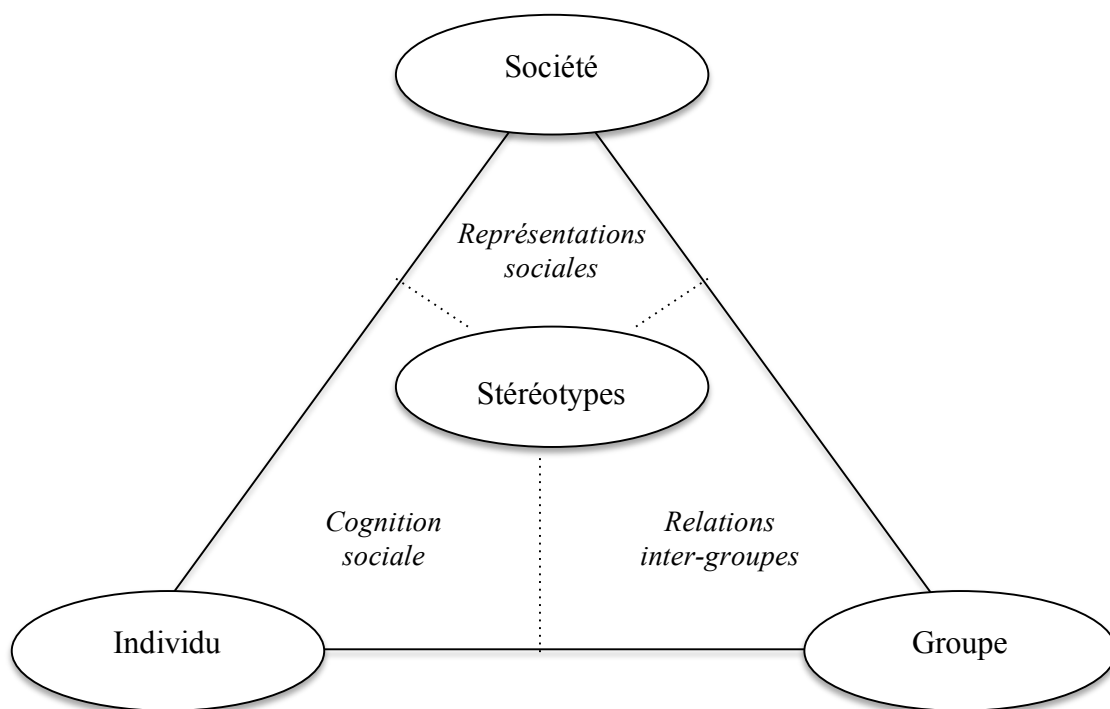 Société
Représentations
sociales
Stéréotypes
Cognition
sociale
Relations
inter-groupes
Individu
Groupe